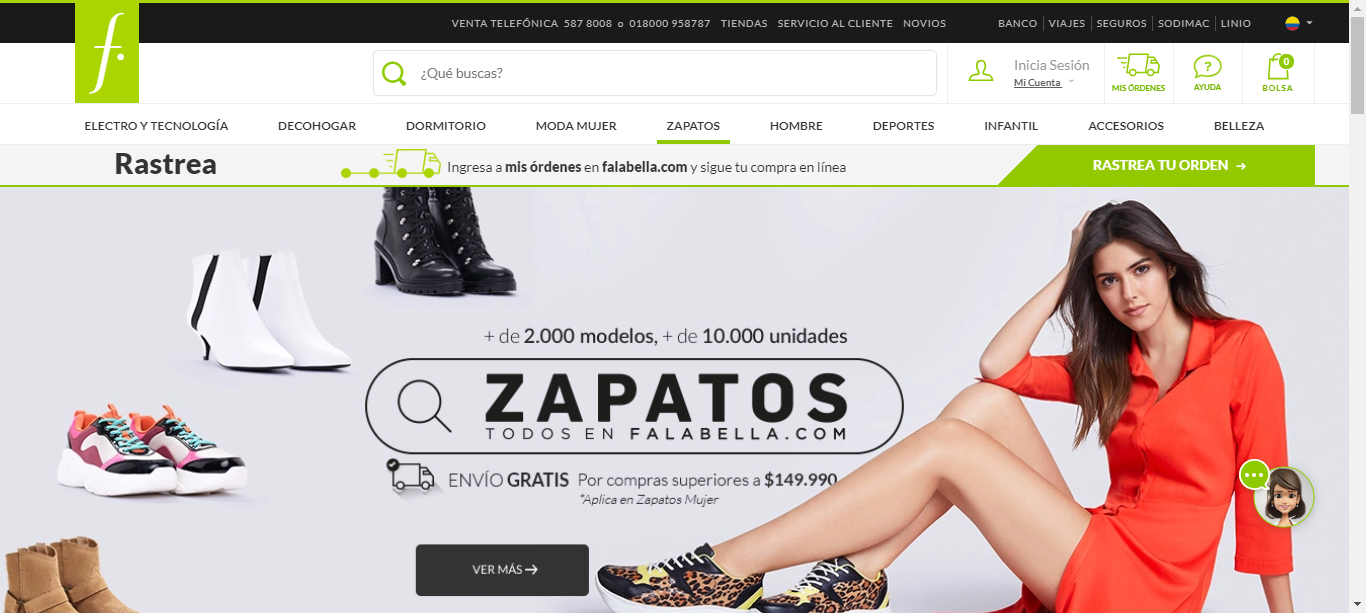 VENTA TELEFÓNICA 587 8008 o 018000 958787 TIENDAS SERVICIO AL CLIENTE NOVIOS BANCO VIAJES SEGUROS SODIMAC LINIO
f.
¿Qué buscas?
Inicia Sesión
Mi Cuenta
MIS ÓRDENES
?
AYUDA
0
BOLSA
ELECTRO Y TECNOLOGÍA DECOHOGAR DORMITORIO MODA MUJER ZAPATOS HOMBRE DEPORTES INFANTIL ACCESORIOS BELLEZA
Rastrea Ingresa a mis órdenes en falabella.com y sigue tu compra en línea RASTREA TU ORDEN →
+ de 2.000 modelos, + de 10.000 unidades
ZAPATOS
TODOS EN FALABELLA.COM
ENVÍO GRATIS Por compras superiores a $149.990
*Aplica en Zapatos Mujer
VER MÁS →